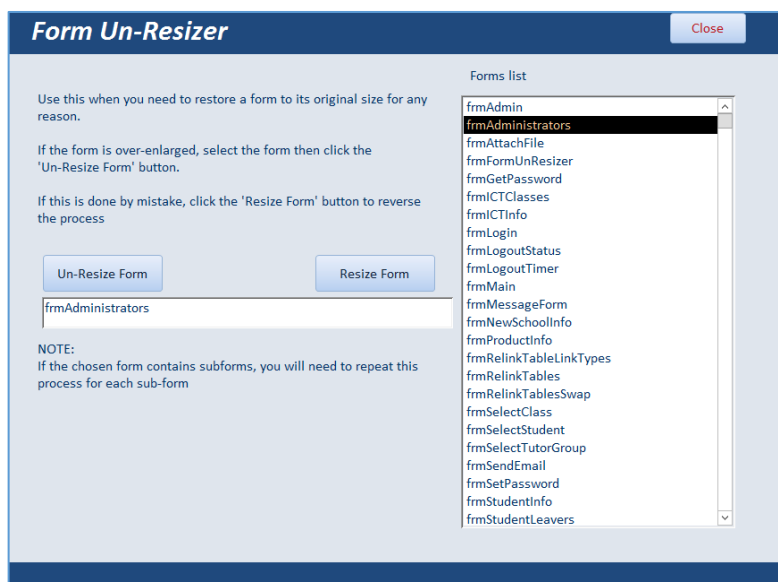 Form Un-Resizer
Close
Use this when you need to restore a form to its original size for any
reason.
If the form is over-enlarged, select the form then click the
'Un-Resize Form' button.
If this is done by mistake, click the 'Resize Form' button to reverse
the process
Un-Resize Form
Resize Form
frmAdministrators
NOTE:
If the chosen form contains subforms, you will need to repeat this
process for each sub-form
Forms list
frmAdmin
frmAdministrators
frmAttachFile
frmFormUnResizer
frmGetPassword
frmICTClasses
frmICTInfo
frmLogin
frmLogoutStatus
frmLogoutTimer
frmMain
frmMessageForm
frmNewSchoolInfo
frmProductInfo
frmRelinkTableLinkTypes
frmRelinkTables
frmRelinkTablesSwap
frmSelectClass
frmSelectStudent
frmSelectTutorGroup
frmSendEmail
frmSetPassword
frmStudentInfo
frmStudentLeavers